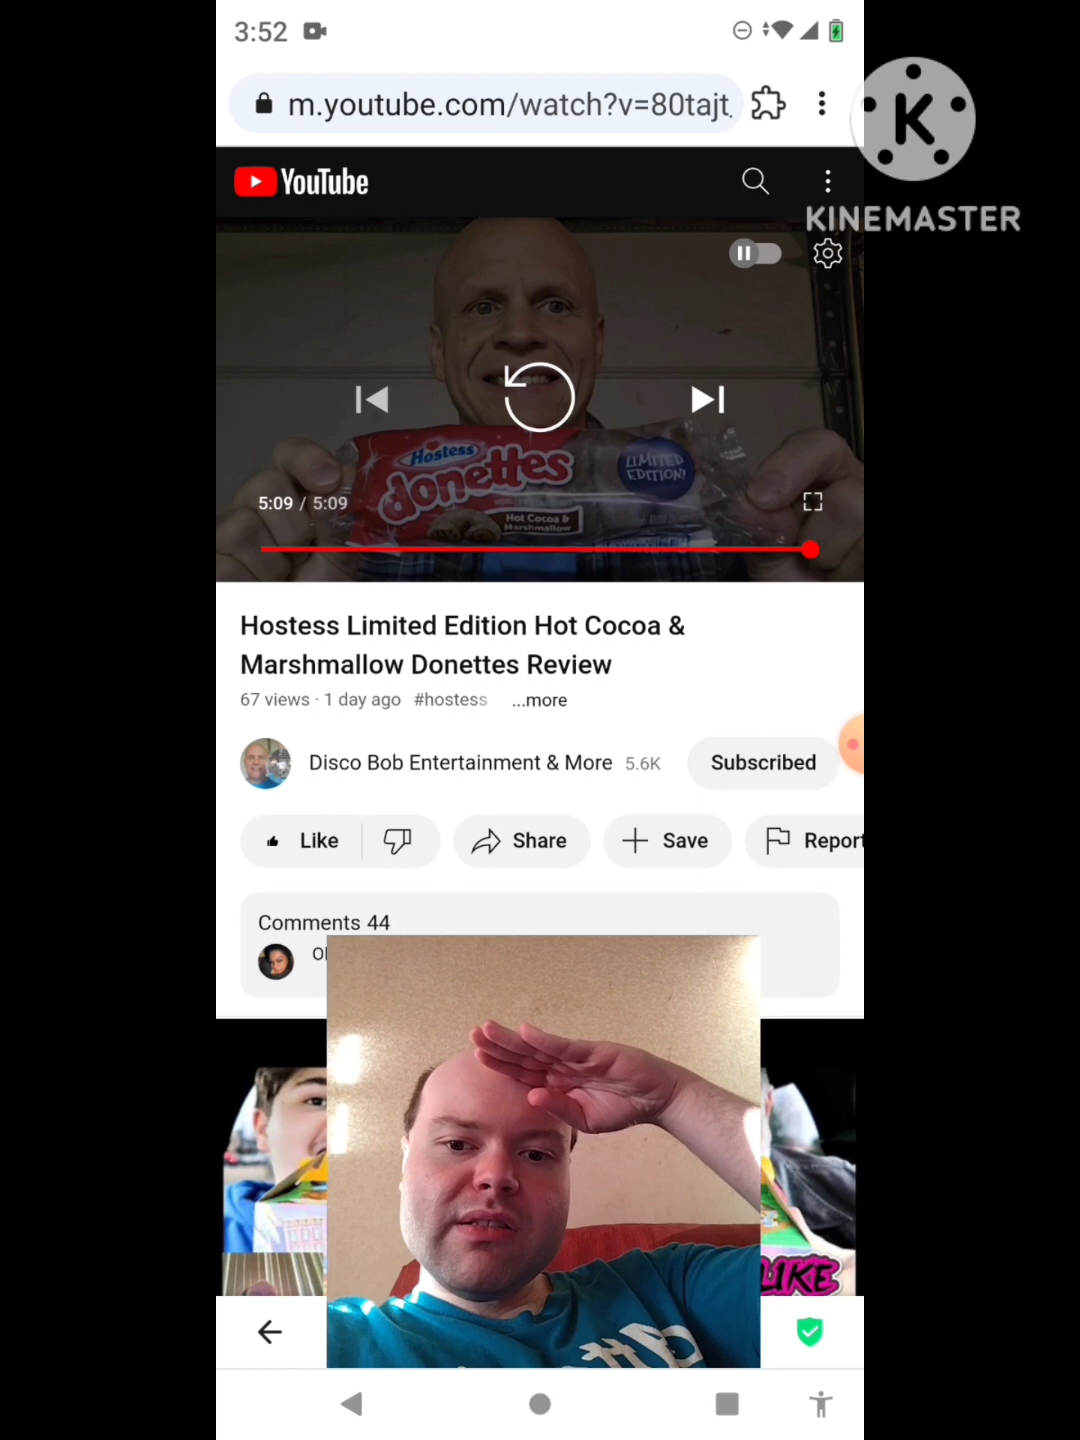 3:52
m.youtube.com/watch?v=80tajt
K
KINEMASTER
YouTube
Hostess
donettes
LIMITED
EDITION!
Hot Cocoa &
Marshmallow
5:09 / 5:09
Hostess Limited Edition Hot Cocoa &
Marshmallow Donettes Review
67 views · 1 day ago #hostess ...more
Disco Bob Entertainment & More 5.6K Subscribed
Like Share Save Report
Comments 44
LIKE